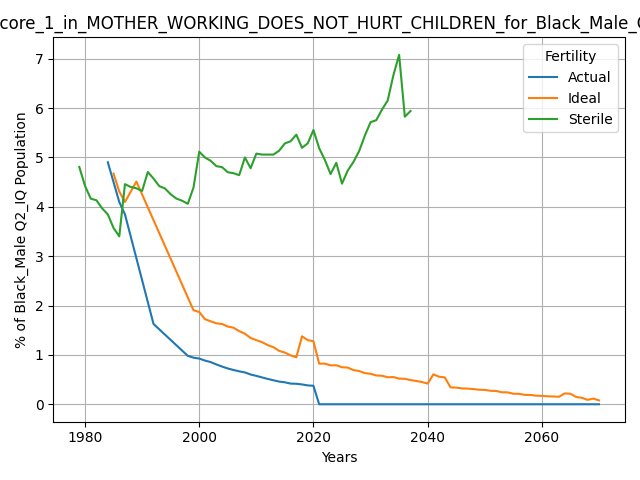 core_1_in_MOTHER_WORKING_DOES_NOT_HURT_CHILDREN_for_Black_Male_
7
6
5
4
3
2
1
0
% of Black_Male Q2_IQ Population
Fertility
Actual
Ideal
Sterile
1980 2000 2020 2040 2060
Years